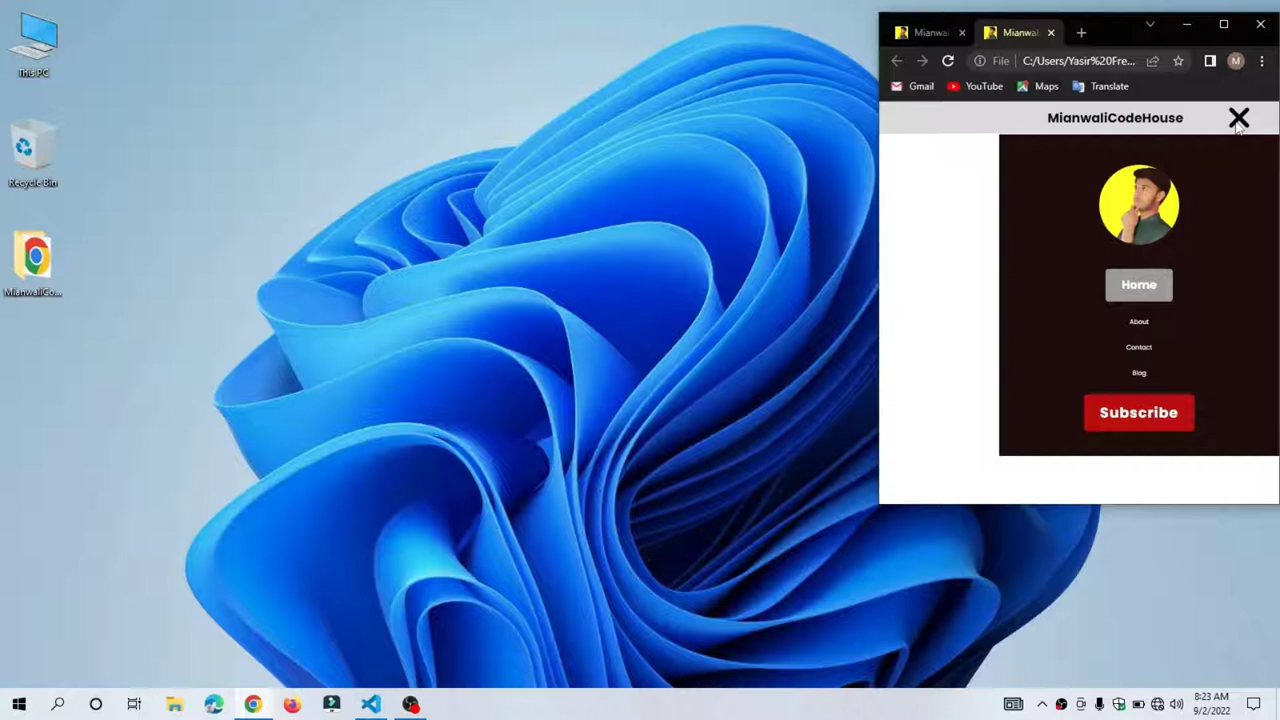 This PC
Recycle Bin
MianwaliCo...
Mianwal
Mianwal
File
C:/Users/Yasir%20Fre...
M
Gmail
YouTube
Maps
Translate
MianwaliCodeHouse
Home
About
Contact
Blog
Subscribe
8:23 AM
9/2/2022